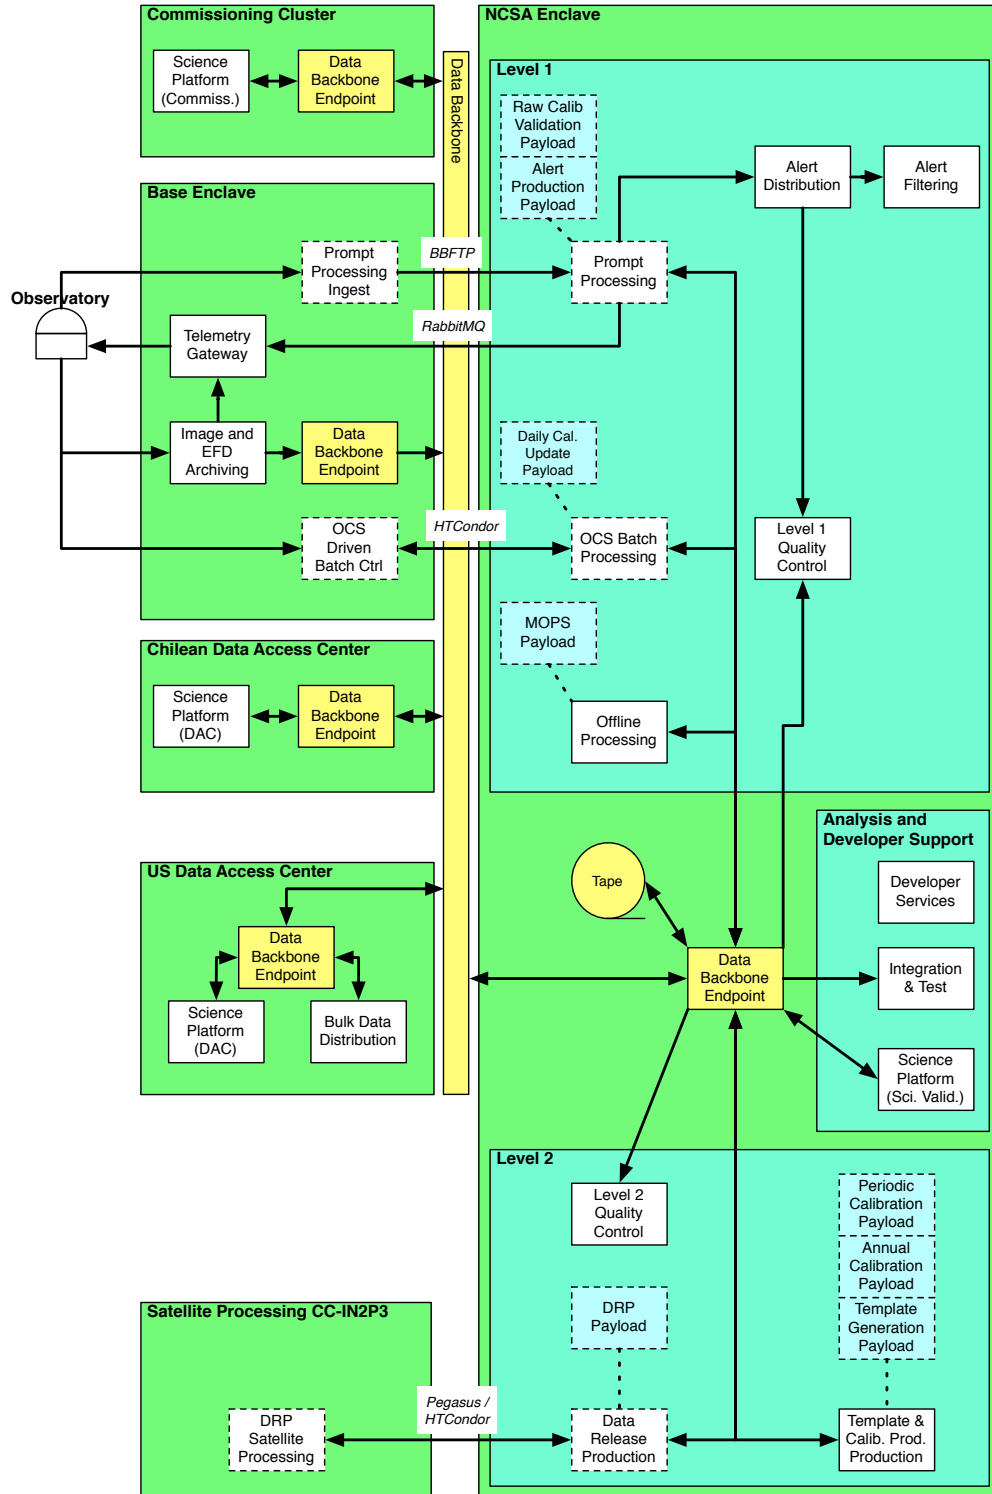 Commissioning Cluster
Science
Platform
(Commiss.)
Data
Backbone
Endpoint
Data Backbone
NCSA Enclave
Level 1
Raw Calib
Validation
Payload
Alert
Production
Payload
Alert
Distribution
Alert
Filtering
Base Enclave
Prompt
Processing
Ingest
BBFTP
Prompt
Processing
Observatory
Telemetry
Gateway
RabbitMQ
Image and
EFD
Archiving
Data
Backbone
Endpoint
Daily Cal.
Update
Payload
OCS
Driven
Batch Ctrl
HTCondor
OCS Batch
Processing
Level 1
Quality
Control
MOPS
Payload
Offline
Processing
Chilean Data Access Center
Science
Platform
(DAC)
Data
Backbone
Endpoint
US Data Access Center
Data
Backbone
Endpoint
Science
Platform
(DAC)
Bulk Data
Distribution
Tape
Data
Backbone
Endpoint
Analysis and
Developer Support
Developer
Services
Integration
& Test
Science
Platform
(Sci. Valid.)
Level 2
Level 2
Quality
Control
Periodic
Calibration
Payload
Annual
Calibration
Payload
Template
Generation
Payload
DRP
Payload
Satellite Processing CC-IN2P3
DRP
Satellite
Processing
Pegasus /
HTCondor
Data
Release
Production
Template &
Calib. Prod.
Production